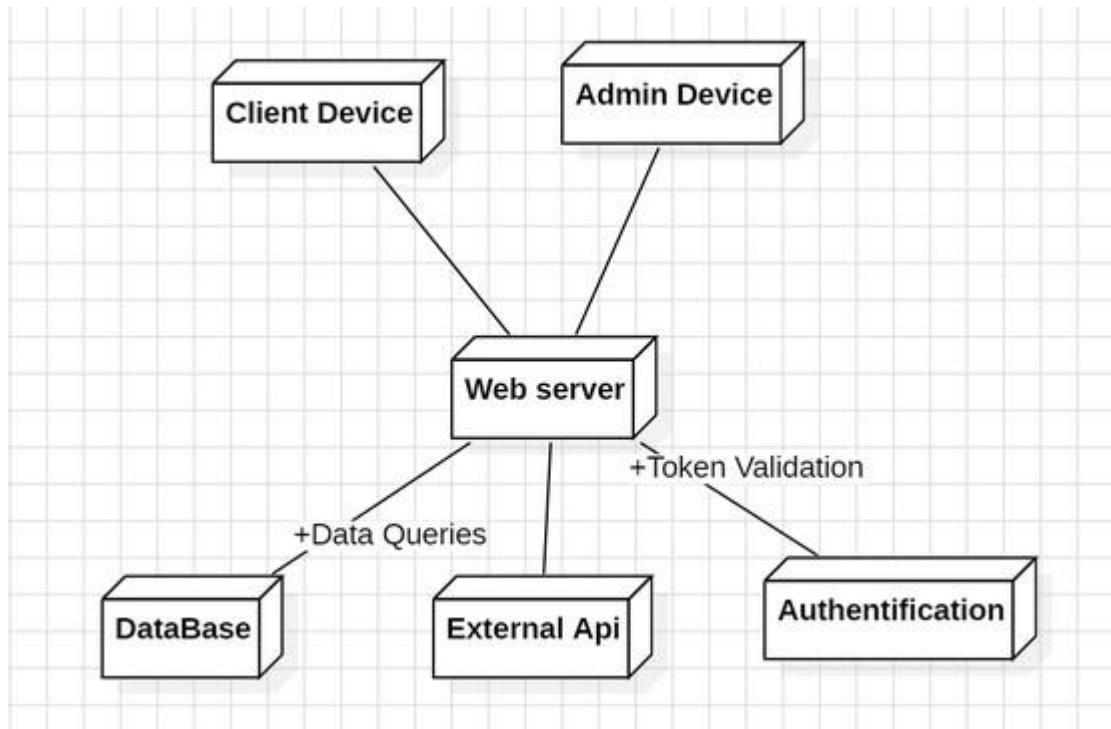 Client Device
Admin Device
Web server
+Token Validation
+Data Queries
DataBase
External Api
Authentification